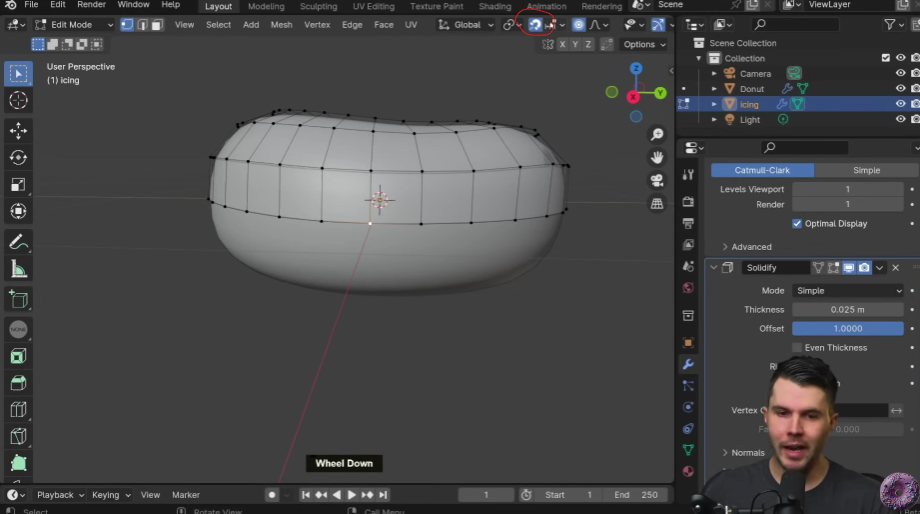 File Edit Render Window Help Layout Modeling Sculpting UV Editing Texture Paint Shading Animation Rendering Scene ViewLayer
Edit Mode View Select Add Mesh Vertex Edge Face UV Global
X Y Z Options
User Perspective
(1) icing
Z
Y
X
NONE
Wheel Down
Scene Collection
Collection
Camera
Donut
icing
Light
Catmull-Clark Simple
Levels Viewport 1
Render 1
Optimal Display
Advanced
Solidify
Mode Simple
Thickness 0.025 m
Offset 1.0000
Even Thickness
Vertex
0.000
Normals
Playback Keying View Marker 1 Start 1 End 250
Select Rotate View Call Menu